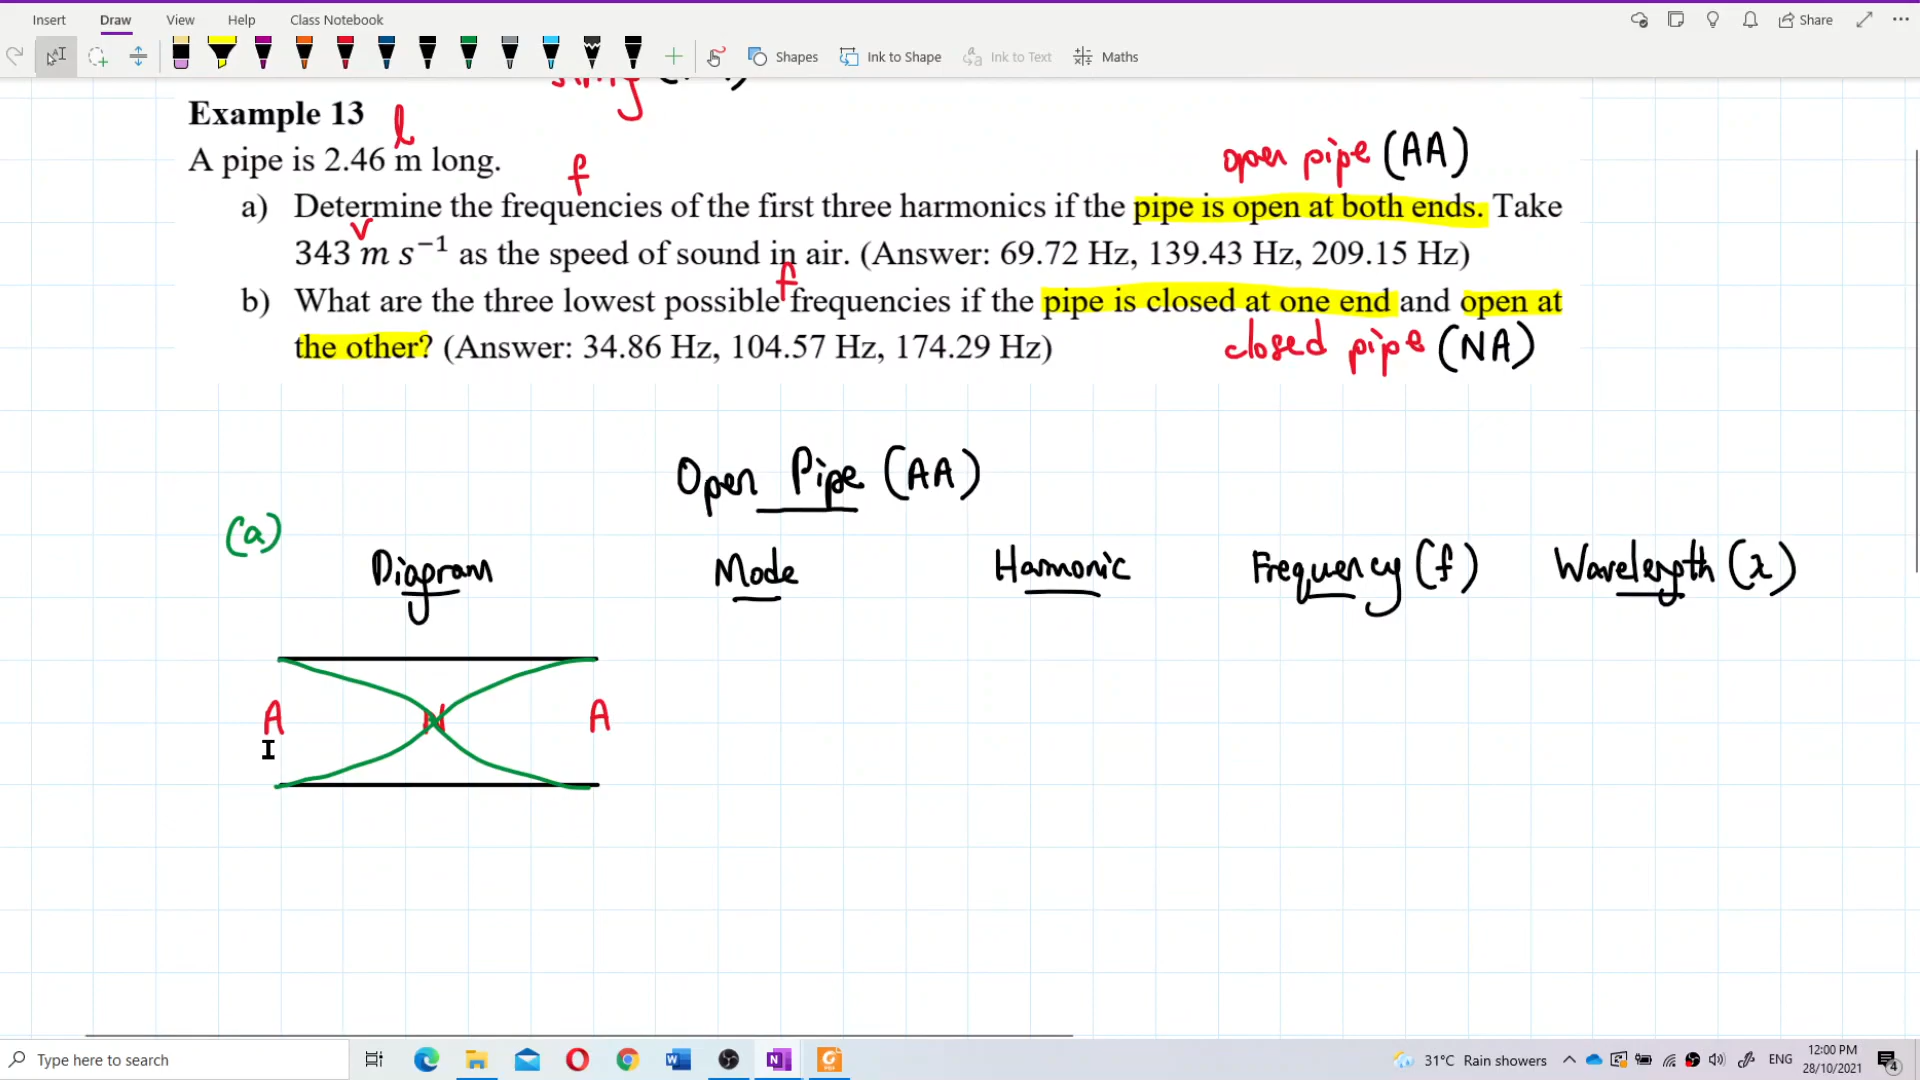 Insert Draw View Help Class Notebook Share
Shapes Ink to Shape Ink to Text Maths
Example 13
l
A pipe is 2.46 m long.
f
open pipe (AA)
a) Determine the frequencies of the first three harmonics if the pipe is open at both ends. Take
v
343 m s⁻¹ as the speed of sound in air. (Answer: 69.72 Hz, 139.43 Hz, 209.15 Hz)
f
b) What are the three lowest possible frequencies if the pipe is closed at one end and open at
the other? (Answer: 34.86 Hz, 104.57 Hz, 174.29 Hz)
closed pipe (NA)
Open Pipe (AA)
(a)
Diagram Mode Harmonic Frequency (f) Wavelength (λ)
A N A
Type here to search
31°C Rain showers ENG 12:00 PM
28/10/2021
4